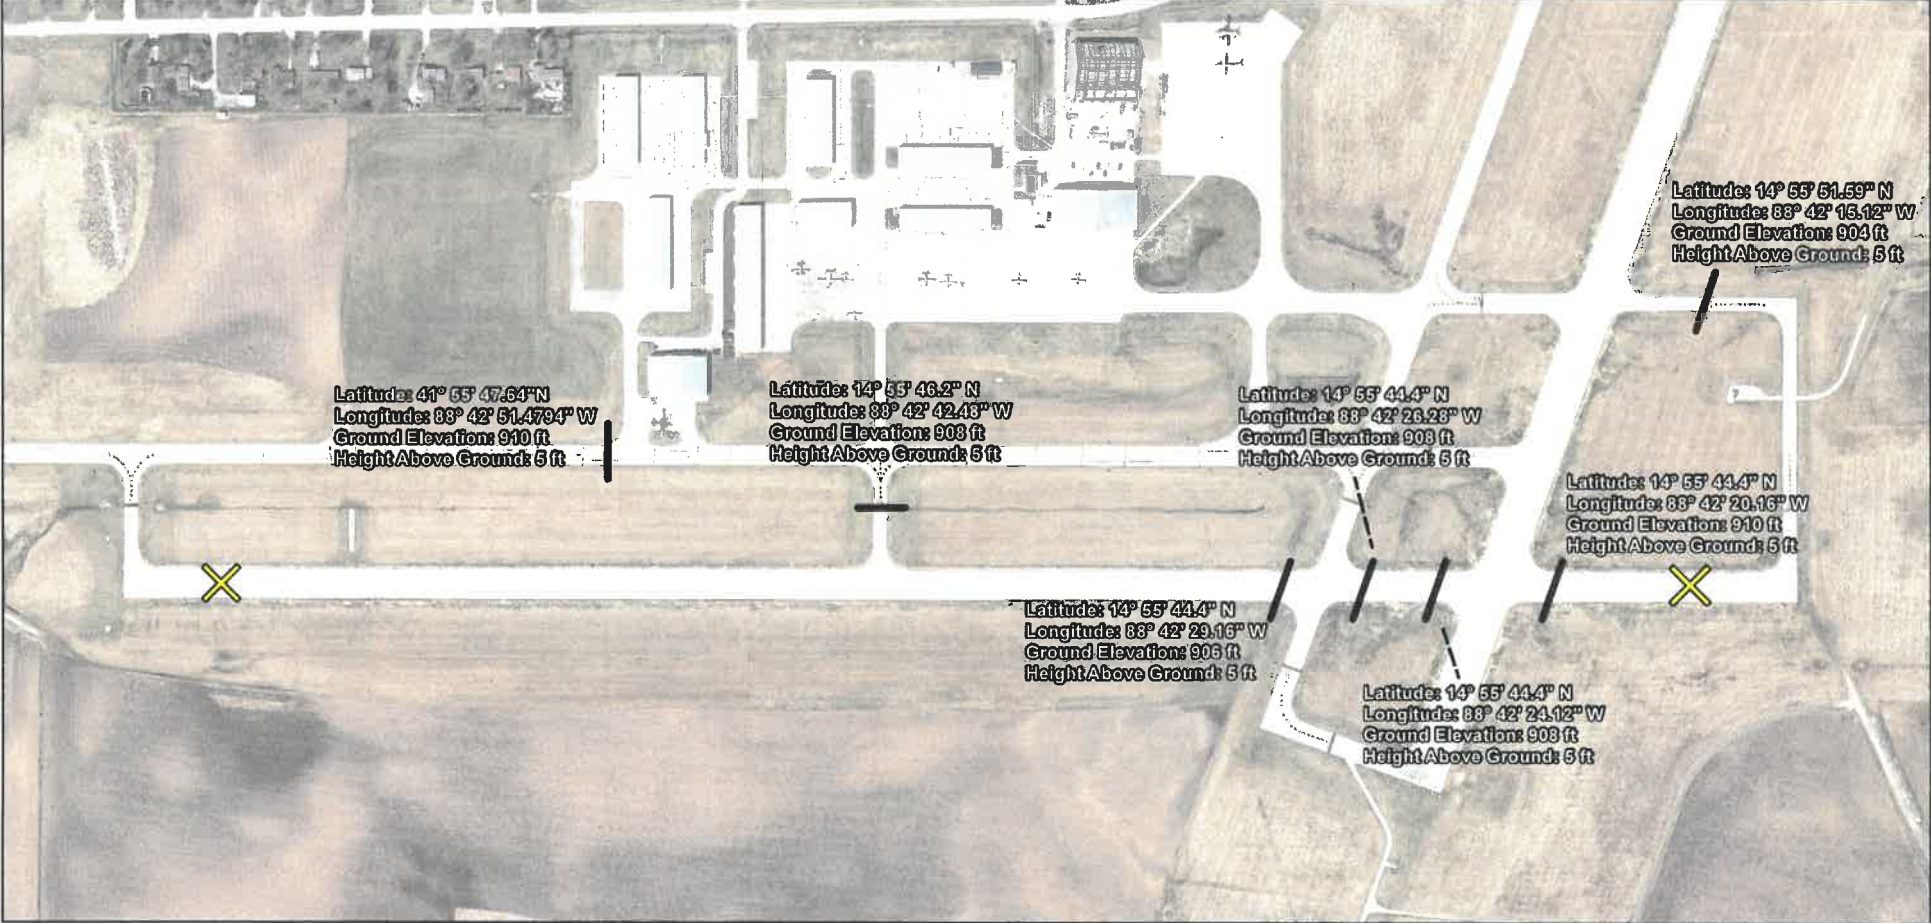 Latitude: 14° 55' 51.59" N
Longitude: 88° 42' 15.12" W
Ground Elevation: 904 ft
Height Above Ground: 5 ft
Latitude: 41° 55' 47.64" N
Longitude: 88° 42' 51.4794" W
Ground Elevation: 910 ft
Height Above Ground: 5 ft
Latitude: 14° 55' 46.2" N
Longitude: 88° 42' 42.48" W
Ground Elevation: 908 ft
Height Above Ground: 5 ft
Latitude: 14° 55' 44.4" N
Longitude: 88° 42' 26.28" W
Ground Elevation: 908 ft
Height Above Ground: 5 ft
Latitude: 14° 55' 44.4" N
Longitude: 88° 42' 20.16" W
Ground Elevation: 910 ft
Height Above Ground: 5 ft
Latitude: 14° 55' 44.4" N
Longitude: 88° 42' 29.16" W
Ground Elevation: 906 ft
Height Above Ground: 5 ft
Latitude: 14° 55' 44.4" N
Longitude: 88° 42' 24.12" W
Ground Elevation: 908 ft
Height Above Ground: 5 ft